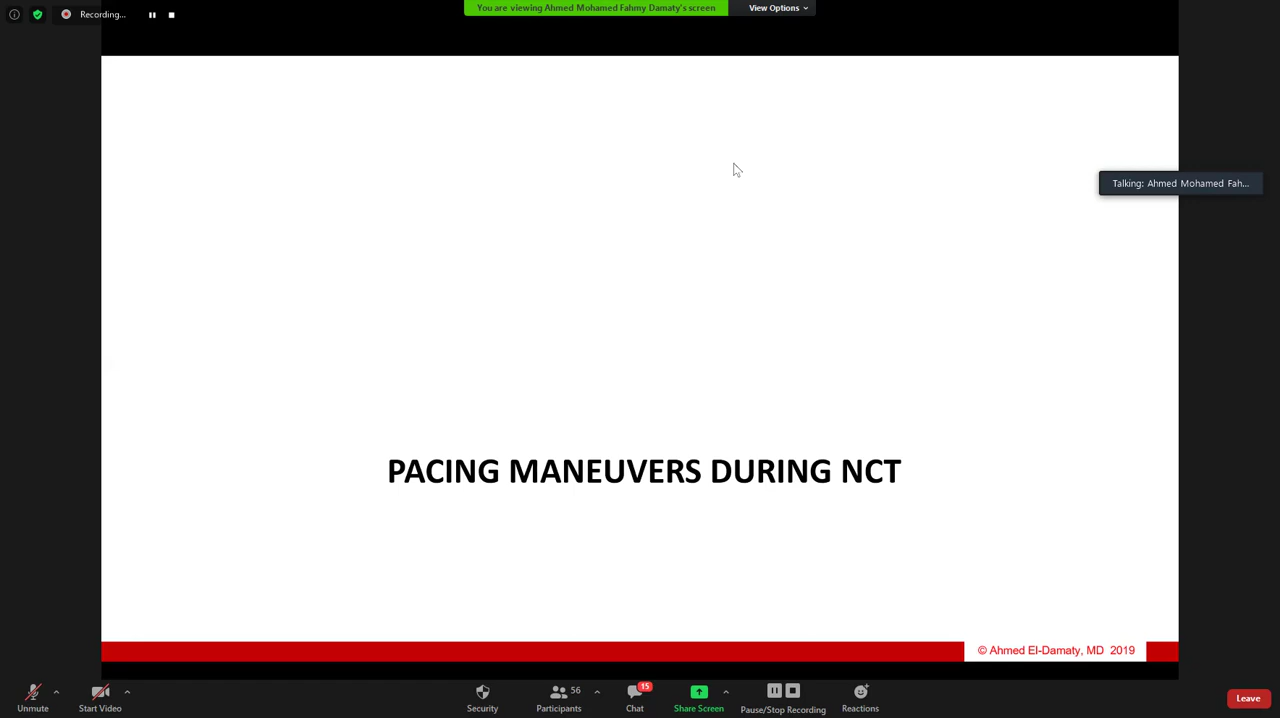 Recording...
You are viewing Ahmed Mohamed Fahmy Damaty's screen
View Options
Talking: Ahmed Mohamed Fah...
PACING MANEUVERS DURING NCT
© Ahmed El-Damaty, MD 2019
Unmute
Start Video
Security
56
Participants
15
Chat
Share Screen
Pause/Stop Recording
Reactions
Leave